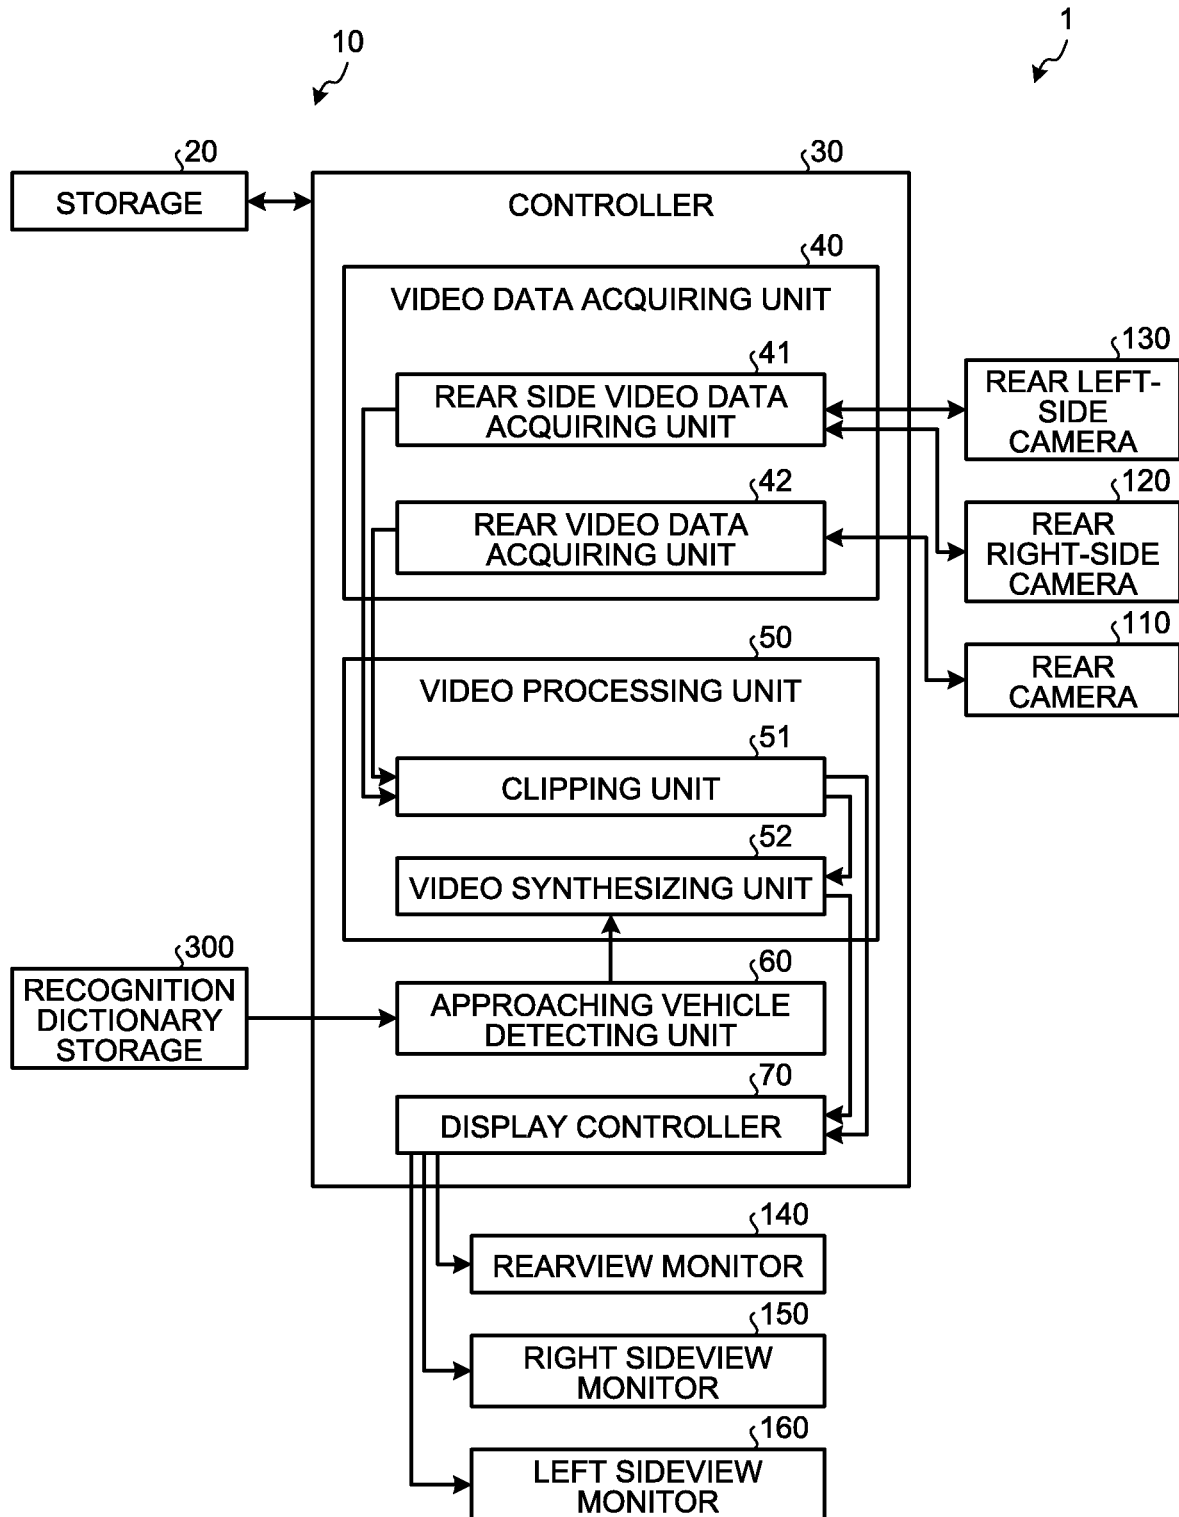 10
1
20
STORAGE
30
CONTROLLER
40
VIDEO DATA ACQUIRING UNIT
41
REAR SIDE VIDEO DATA
ACQUIRING UNIT
42
REAR VIDEO DATA
ACQUIRING UNIT
130
REAR LEFT-
SIDE
CAMERA
120
REAR
RIGHT-SIDE
CAMERA
110
REAR
CAMERA
50
VIDEO PROCESSING UNIT
51
CLIPPING UNIT
52
VIDEO SYNTHESIZING UNIT
300
RECOGNITION
DICTIONARY
STORAGE
60
APPROACHING VEHICLE
DETECTING UNIT
70
DISPLAY CONTROLLER
140
REARVIEW MONITOR
150
RIGHT SIDEVIEW
MONITOR
160
LEFT SIDEVIEW
MONITOR